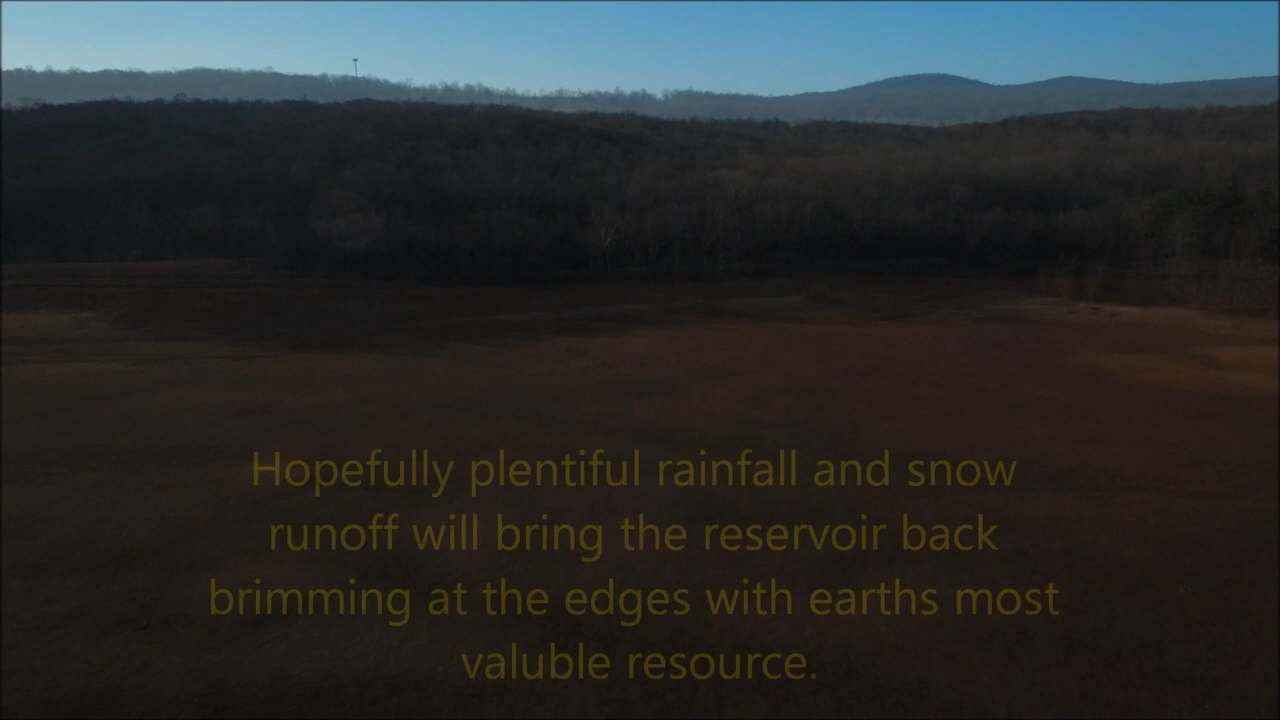 Hopefully plentiful rainfall and snow
runoff will bring the reservoir back
brimming at the edges with earths most
valuble resource.